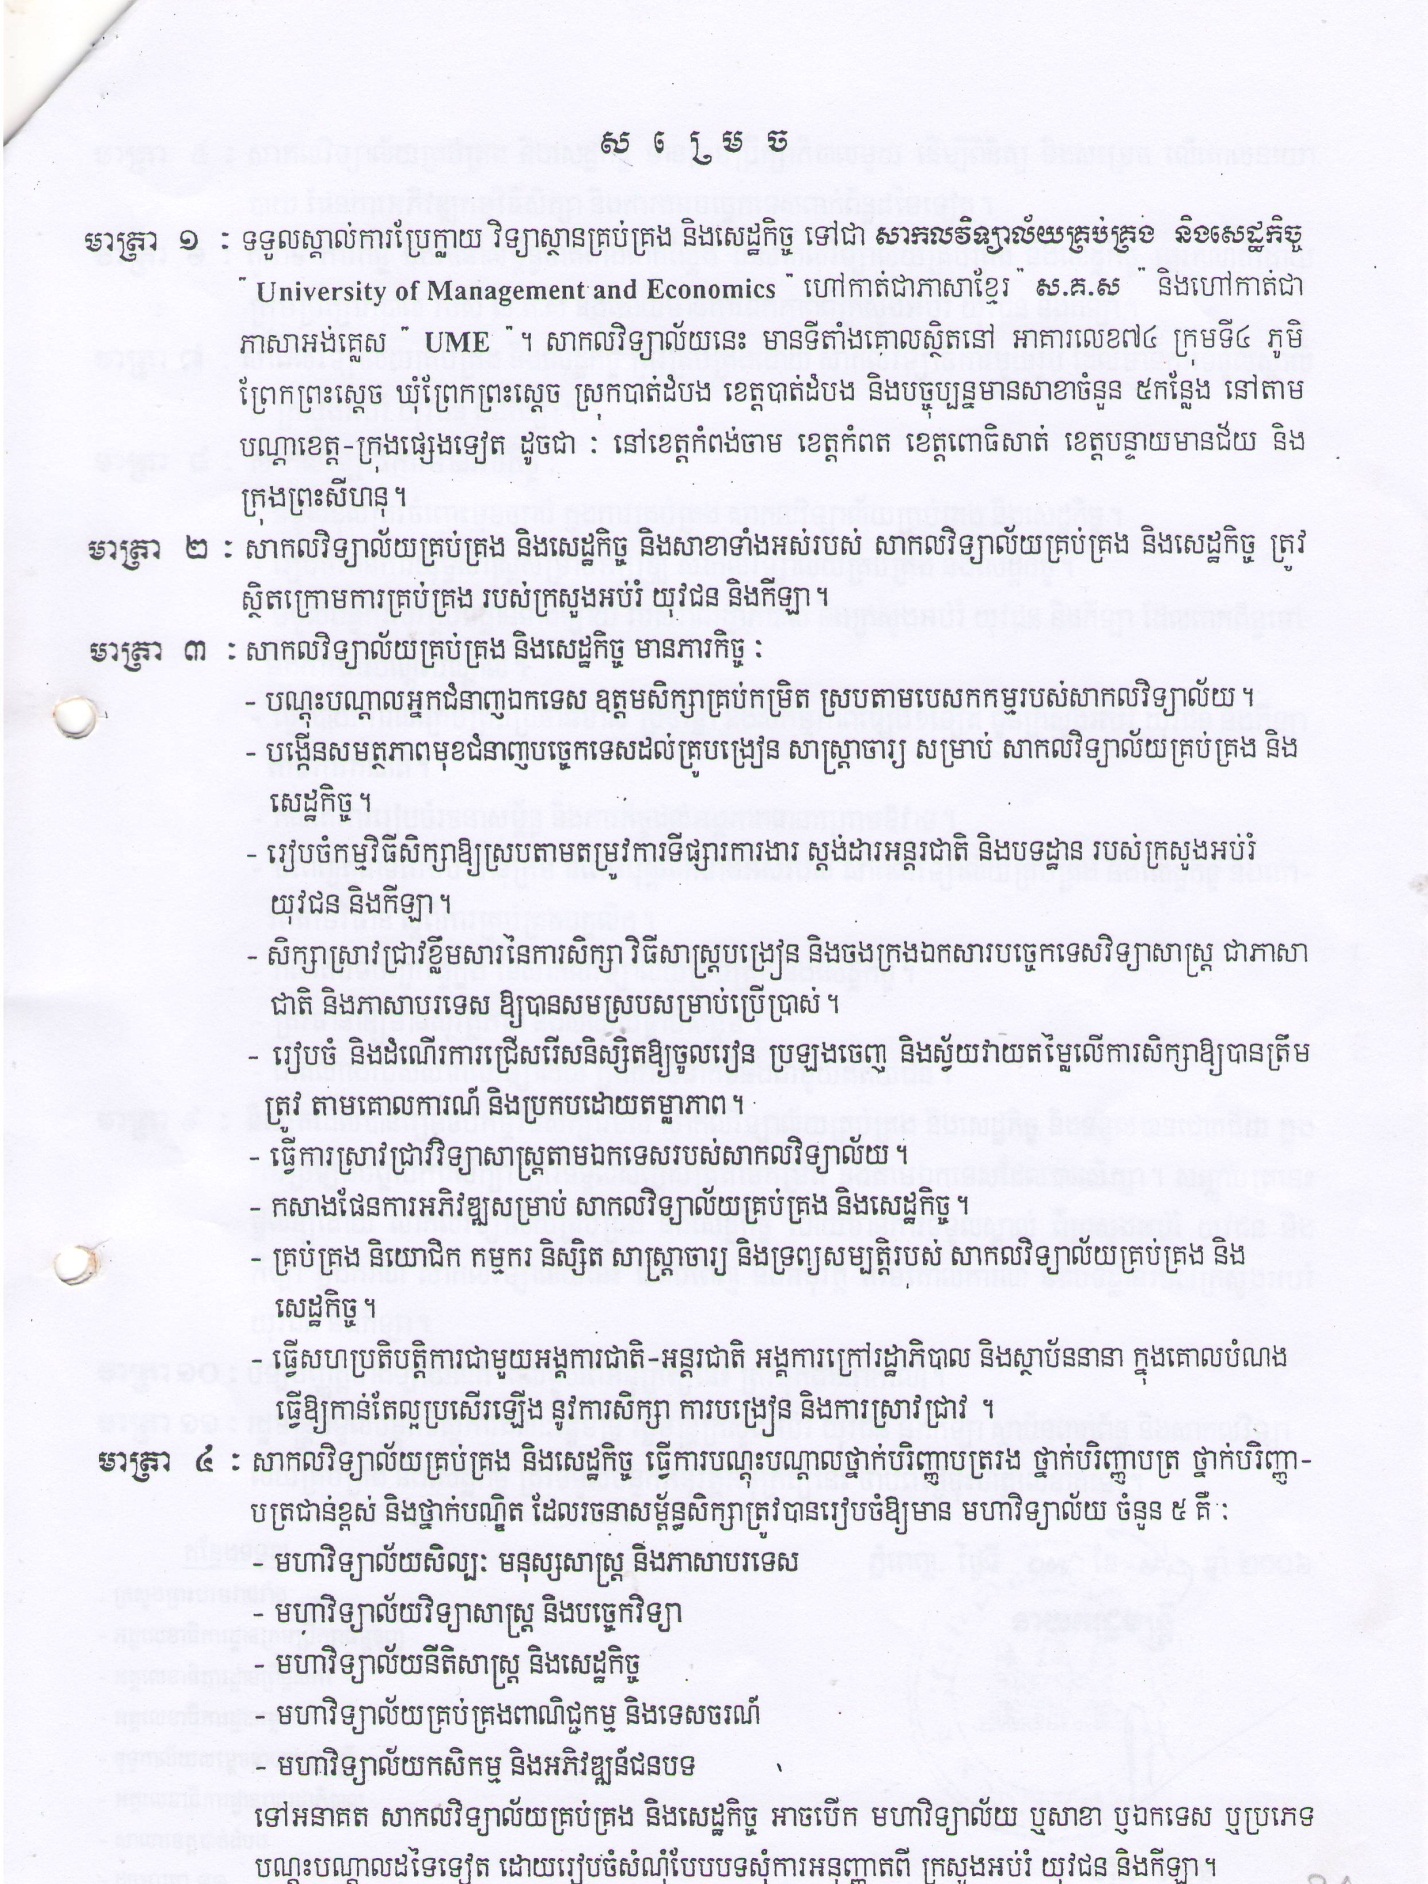 សម្រេច
មាត្រា ១ : ទទួលស្គាល់ការប្រែក្លាយ វិទ្យាស្ថានគ្រប់គ្រង និងសេដ្ឋកិច្ច ទៅជា សាកលវិទ្យាល័យគ្រប់គ្រង និងសេដ្ឋកិច្ច
" University of Management and Economics " ហៅកាត់ជាភាសាខ្មែរ " ស.គ.ស " និងហៅកាត់ជា
ភាសាអង់គ្លេស " UME " ។ សាកលវិទ្យាល័យនេះ មានទីតាំងគោលស្ថិតនៅ អាគារលេខ៧៤ ក្រុមទី៤ ភូមិ
ព្រែកព្រះស្ដេច ឃុំព្រែកព្រះស្ដេច ស្រុកបាត់ដំបង ខេត្តបាត់ដំបង និងបច្ចុប្បន្នមានសាខាចំនួន ៥កន្លែង នៅតាម
បណ្ដាខេត្ត-ក្រុងផ្សេងទៀត ដូចជា : នៅខេត្តកំពង់ចាម ខេត្តកំពត ខេត្តពោធិសាត់ ខេត្តបន្ទាយមានជ័យ និង
ក្រុងព្រះសីហនុ។
មាត្រា ២ : សាកលវិទ្យាល័យគ្រប់គ្រង និងសេដ្ឋកិច្ច និងសាខាទាំងអស់របស់ សាកលវិទ្យាល័យគ្រប់គ្រង និងសេដ្ឋកិច្ច ត្រូវ
ស្ថិតក្រោមការគ្រប់គ្រង របស់ក្រសួងអប់រំ យុវជន និងកីឡា។
មាត្រា ៣ : សាកលវិទ្យាល័យគ្រប់គ្រង និងសេដ្ឋកិច្ច មានភារកិច្ច :
- បណ្ដុះបណ្ដាលអ្នកជំនាញឯកទេស ឧត្ដមសិក្សាគ្រប់កម្រិត ស្របតាមបេសកកម្មរបស់សាកលវិទ្យាល័យ។
- បង្កើនសមត្ថភាពមុខជំនាញបច្ចេកទេសដល់គ្រូបង្រៀន សាស្ត្រាចារ្យ សម្រាប់ សាកលវិទ្យាល័យគ្រប់គ្រង និង
សេដ្ឋកិច្ច។
- រៀបចំកម្មវិធីសិក្សាឱ្យស្របតាមតម្រូវការទីផ្សារការងារ ស្តង់ដារអន្តរជាតិ និងបទដ្ឋាន របស់ក្រសួងអប់រំ
យុវជន និងកីឡា។
- សិក្សាស្រាវជ្រាវខ្លឹមសារនៃការសិក្សា វិធីសាស្ត្របង្រៀន និងចងក្រងឯកសារបច្ចេកទេសវិទ្យាសាស្ត្រ ជាភាសា
ជាតិ និងភាសាបរទេស ឱ្យបានសមស្របសម្រាប់ប្រើប្រាស់។
- រៀបចំ និងដំណើរការជ្រើសរើសនិស្សិតឱ្យចូលរៀន ប្រឡងចេញ និងស្វ័យវាយតម្លៃលើការសិក្សាឱ្យបានត្រឹម
ត្រូវ តាមគោលការណ៍ និងប្រកបដោយតម្លាភាព។
- ធ្វើការស្រាវជ្រាវវិទ្យាសាស្ត្រតាមឯកទេសរបស់សាកលវិទ្យាល័យ។
- កសាងផែនការអភិវឌ្ឍសម្រាប់ សាកលវិទ្យាល័យគ្រប់គ្រង និងសេដ្ឋកិច្ច។
- គ្រប់គ្រង និយោជិក កម្មករ និស្សិត សាស្ត្រាចារ្យ និងទ្រព្យសម្បត្តិរបស់ សាកលវិទ្យាល័យគ្រប់គ្រង និង
សេដ្ឋកិច្ច។
- ធ្វើសហប្រតិបត្តិការជាមួយអង្គការជាតិ-អន្តរជាតិ អង្គការក្រៅរដ្ឋាភិបាល និងស្ថាប័ននានា ក្នុងគោលបំណង
ធ្វើឱ្យកាន់តែល្អប្រសើរឡើង នូវការសិក្សា ការបង្រៀន និងការស្រាវជ្រាវ ។
មាត្រា ៤ : សាកលវិទ្យាល័យគ្រប់គ្រង និងសេដ្ឋកិច្ច ធ្វើការបណ្ដុះបណ្ដាលថ្នាក់បរិញ្ញាបត្ររង ថ្នាក់បរិញ្ញាបត្រ ថ្នាក់បរិញ្ញា-
បត្រជាន់ខ្ពស់ និងថ្នាក់បណ្ឌិត ដែលរចនាសម្ព័ន្ធសិក្សាត្រូវបានរៀបចំឱ្យមាន មហាវិទ្យាល័យ ចំនួន ៥ គឺ :
- មហាវិទ្យាល័យសិល្បៈ មនុស្សសាស្ត្រ និងភាសាបរទេស
- មហាវិទ្យាល័យវិទ្យាសាស្ត្រ និងបច្ចេកវិទ្យា
- មហាវិទ្យាល័យនីតិសាស្ត្រ និងសេដ្ឋកិច្ច
- មហាវិទ្យាល័យគ្រប់គ្រងពាណិជ្ជកម្ម និងទេសចរណ៍
- មហាវិទ្យាល័យកសិកម្ម និងអភិវឌ្ឍន៍ជនបទ
ទៅអនាគត សាកលវិទ្យាល័យគ្រប់គ្រង និងសេដ្ឋកិច្ច អាចបើក មហាវិទ្យាល័យ ឬសាខា ឬឯកទេស ឬប្រភេទ
បណ្ដុះបណ្ដាលដទៃទៀត ដោយរៀបចំសំណុំបែបបទសុំការអនុញ្ញាតពី ក្រសួងអប់រំ យុវជន និងកីឡា។